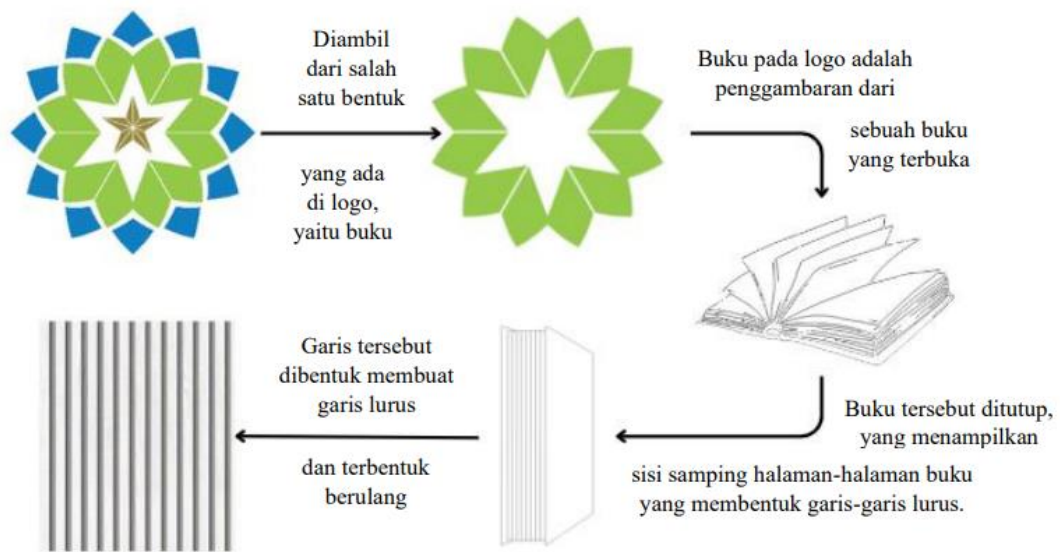 Diambil
dari salah
satu bentuk
yang ada
di logo,
yaitu buku
Buku pada logo adalah
penggambaran dari
sebuah buku
yang terbuka
Buku tersebut ditutup,
yang menampilkan
sisi samping halaman-halaman buku
yang membentuk garis-garis lurus.
Garis tersebut
dibentuk membuat
garis lurus
dan terbentuk
berulang